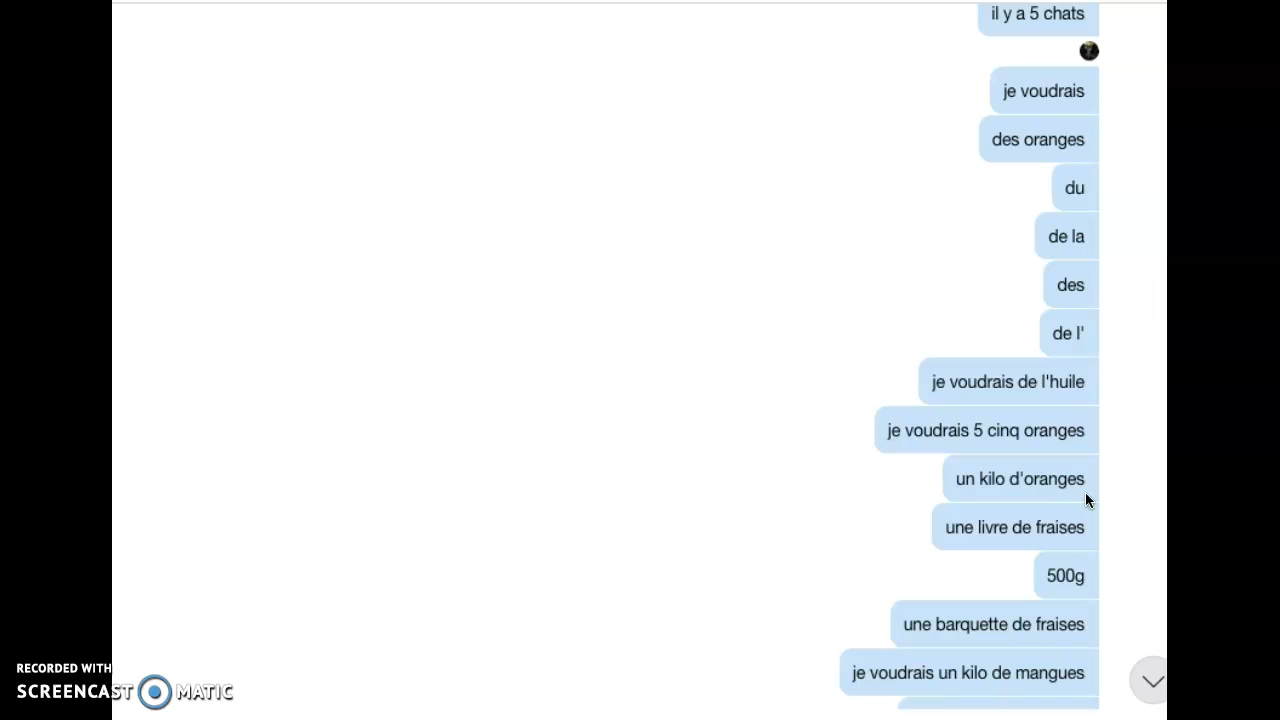 il y a 5 chats
je voudrais
des oranges
du
de la
des
de l'
je voudrais de l'huile
je voudrais 5 cinq oranges
un kilo d'oranges
une livre de fraises
500g
une barquette de fraises
je voudrais un kilo de mangues
RECORDED WITH
SCREENCAST MATIC